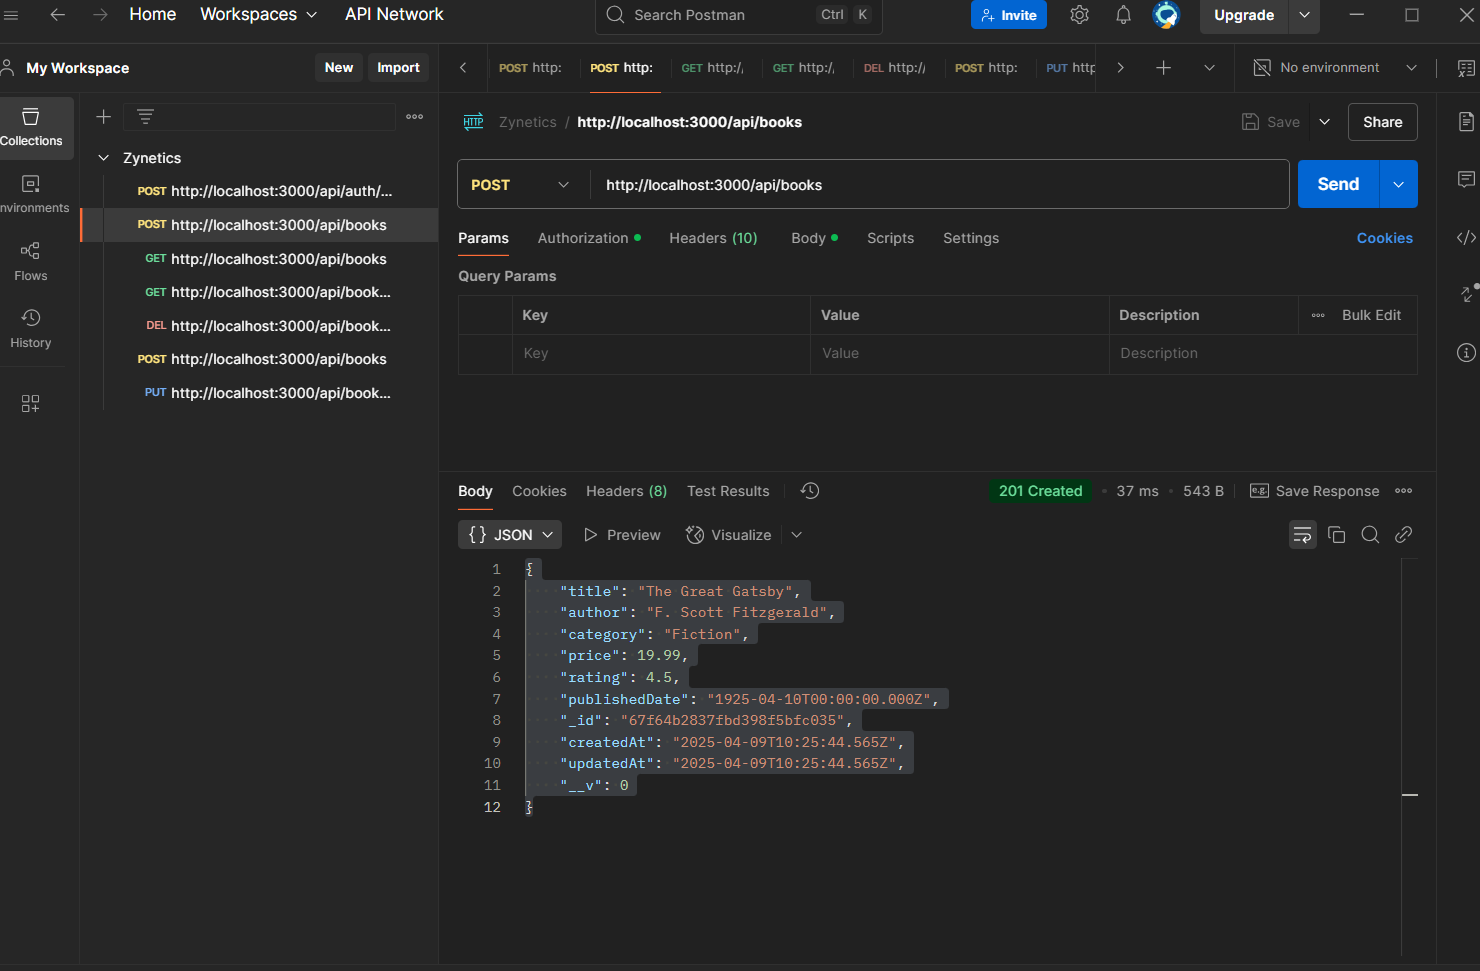 Home Workspaces API Network Search Postman Ctrl K Invite Upgrade
My Workspace New Import
POST http: POST http: GET http:/ GET http:/ DEL http:// POST http: PUT http No environment
Collections
nvironments
Flows
History
Zynetics
POST http://localhost:3000/api/auth/...
POST http://localhost:3000/api/books
GET http://localhost:3000/api/books
GET http://localhost:3000/api/book...
DEL http://localhost:3000/api/book...
POST http://localhost:3000/api/books
PUT http://localhost:3000/api/book...
HTTP Zynetics / http://localhost:3000/api/books Save Share
POST http://localhost:3000/api/books Send
Params Authorization Headers (10) Body Scripts Settings Cookies
Query Params
Key Value Description Bulk Edit
Key Value Description
Body Cookies Headers (8) Test Results 201 Created 37 ms 543 B e.g. Save Response
{} JSON Preview Visualize
1 {
2 "title": "The Great Gatsby",
3 "author": "F. Scott Fitzgerald",
4 "category": "Fiction",
5 "price": 19.99,
6 "rating": 4.5,
7 "publishedDate": "1925-04-10T00:00:00.000Z",
8 "_id": "67f64b2837fbd398f5bfc035",
9 "createdAt": "2025-04-09T10:25:44.565Z",
10 "updatedAt": "2025-04-09T10:25:44.565Z",
11 "__v": 0
12 }